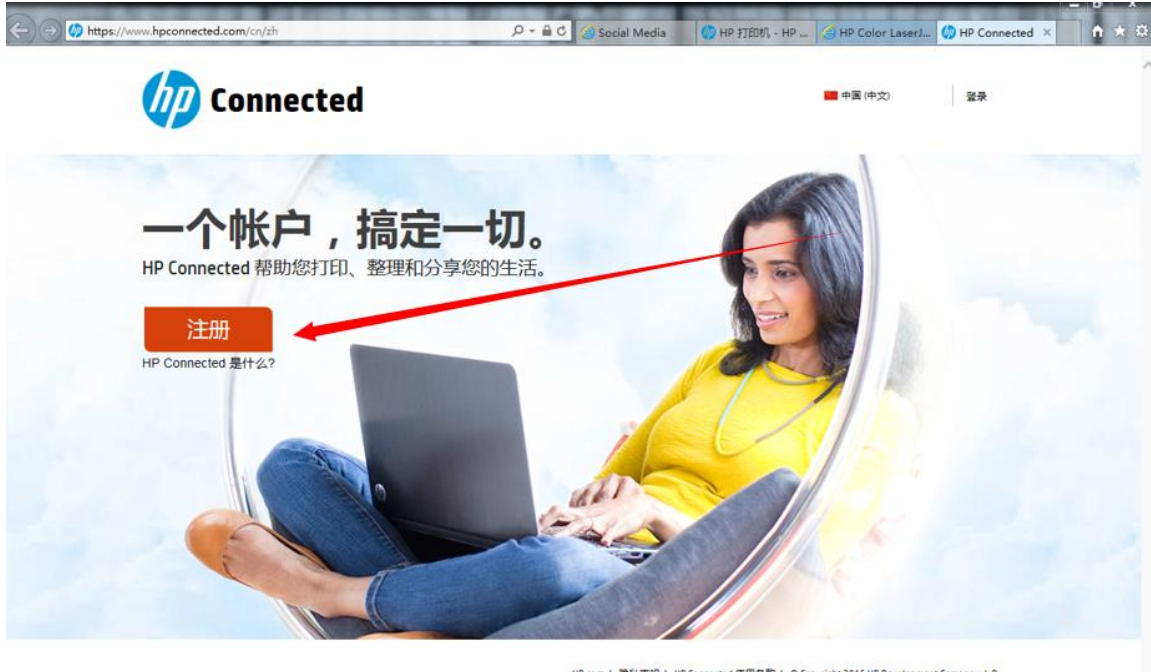 https://www.hpconnected.com/cn/zh
Social Media
HP 打印机 - HP ...
HP Color LaserJ...
HP Connected
hp Connected
中国 (中文)
登录
一个帐户，搞定一切。
HP Connected 帮助您打印、整理和分享您的生活。
注册
HP Connected 是什么?